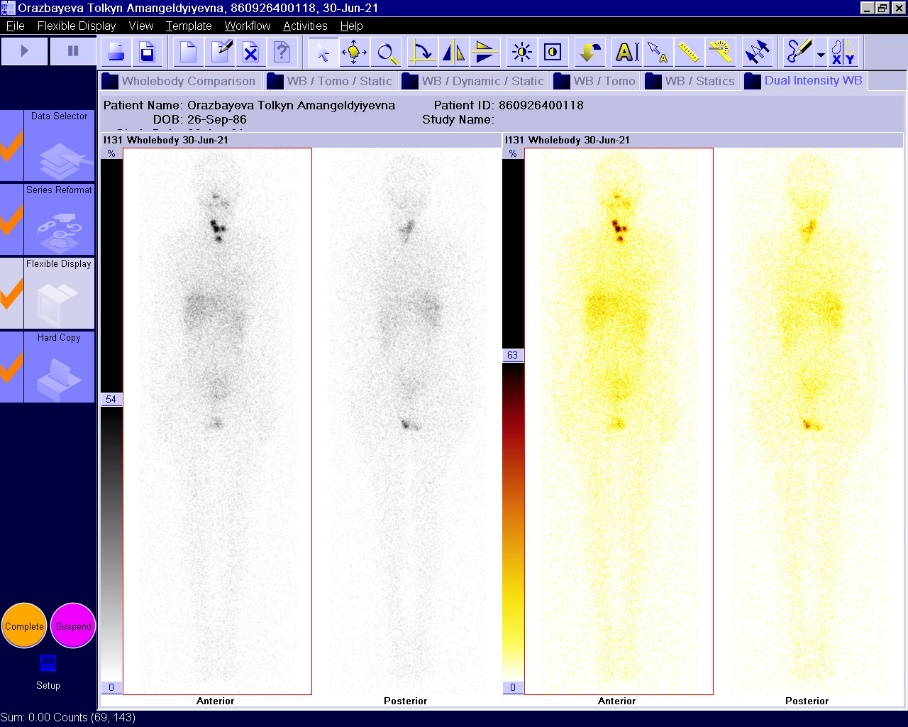 Orazbayeva Tolkyn Amangeldyiyevna, 860926400118, 30-Jun-21
File Flexible Display View Template Workflow Activities Help
Wholebody Comparison WB / Tomo / Static WB / Dynamic / Static WB / Tomo WB / Statics Dual Intensity WB
Patient Name: Orazbayeva Tolkyn Amangeldyiyevna Patient ID: 860926400118
DOB: 26-Sep-86 Study Name:
Data Selector
Series Reformat
Flexible Display
Hard Copy
Complete Suspend
Setup
I131 Wholebody 30-Jun-21
%
54
0
Anterior Posterior
I131 Wholebody 30-Jun-21
%
63
0
Anterior Posterior
Sum: 0.00 Counts (69, 143)